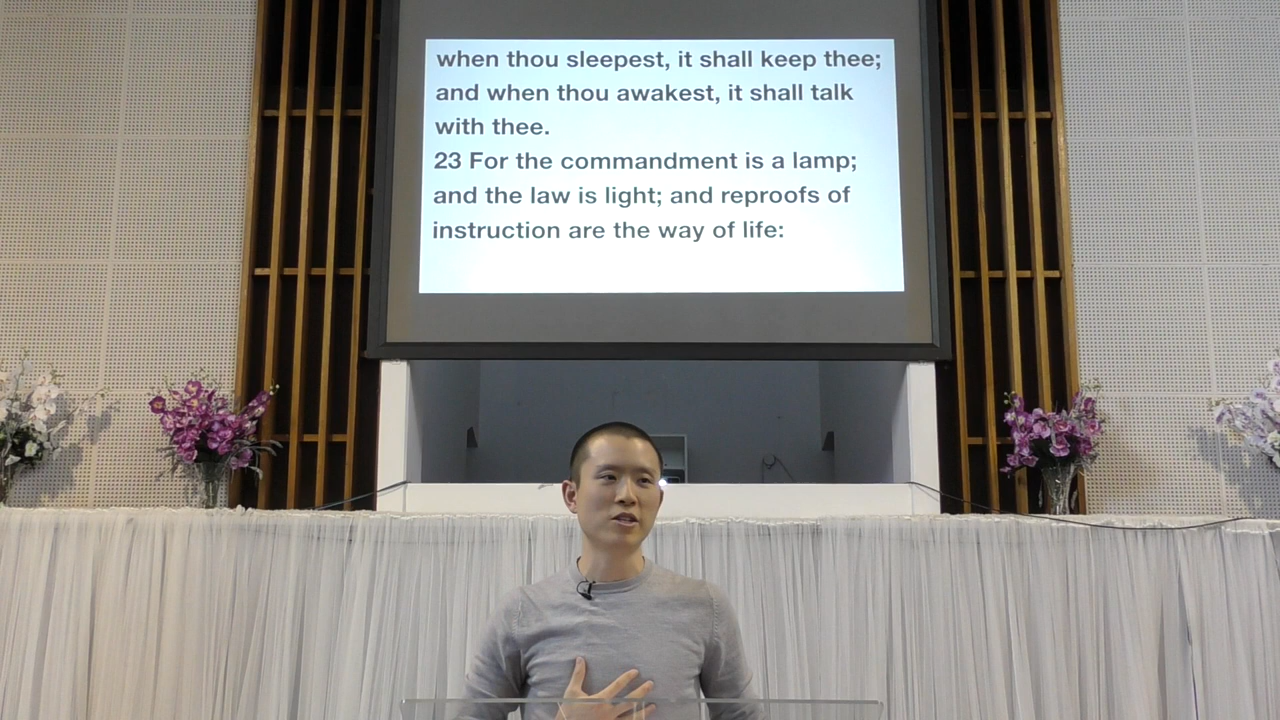 when thou sleepest, it shall keep thee;
and when thou awakest, it shall talk
with thee.
23 For the commandment is a lamp;
and the law is light; and reproofs of
instruction are the way of life: